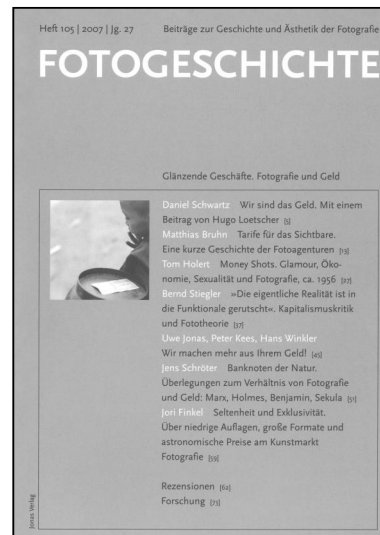 Heft 105 | 2007 | Jg. 27 Beiträge zur Geschichte und Ästhetik der Fotografie
FOTOGESCHICHTE
Glänzende Geschäfte. Fotografie und Geld
Daniel Schwartz Wir sind das Geld. Mit einem
Beitrag von Hugo Loetscher [5]
Matthias Bruhn Tarife für das Sichtbare.
Eine kurze Geschichte der Fotoagenturen [13]
Tom Holert Money Shots. Glamour, Öko-
nomie, Sexualität und Fotografie, ca. 1956 [27]
Bernd Stiegler »Die eigentliche Realität ist in
die Funktionale gerutscht«. Kapitalismuskritik
und Fototheorie [37]
Uwe Jonas, Peter Kees, Hans Winkler
Wir machen mehr aus Ihrem Geld! [45]
Jens Schröter Banknoten der Natur.
Überlegungen zum Verhältnis von Fotografie
und Geld: Marx, Holmes, Benjamin, Sekula [51]
Jori Finkel Seltenheit und Exklusivität.
Über niedrige Auflagen, große Formate und
astronomische Preise am Kunstmarkt
Fotografie [59]
Rezensionen [62]
Forschung [73]
Jonas Verlag